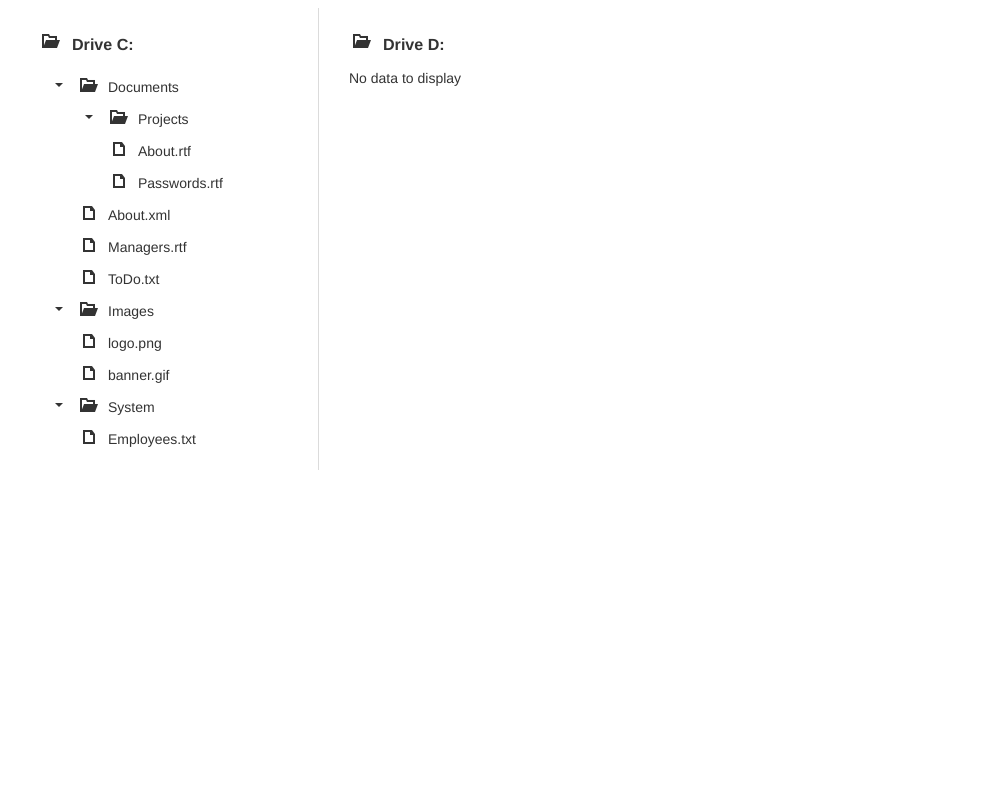 Drive C:
Documents
Projects
About.rtf
Passwords.rtf
About.xml
Managers.rtf
ToDo.txt
Images
logo.png
banner.gif
System
Employees.txt
Drive D:
No data to display